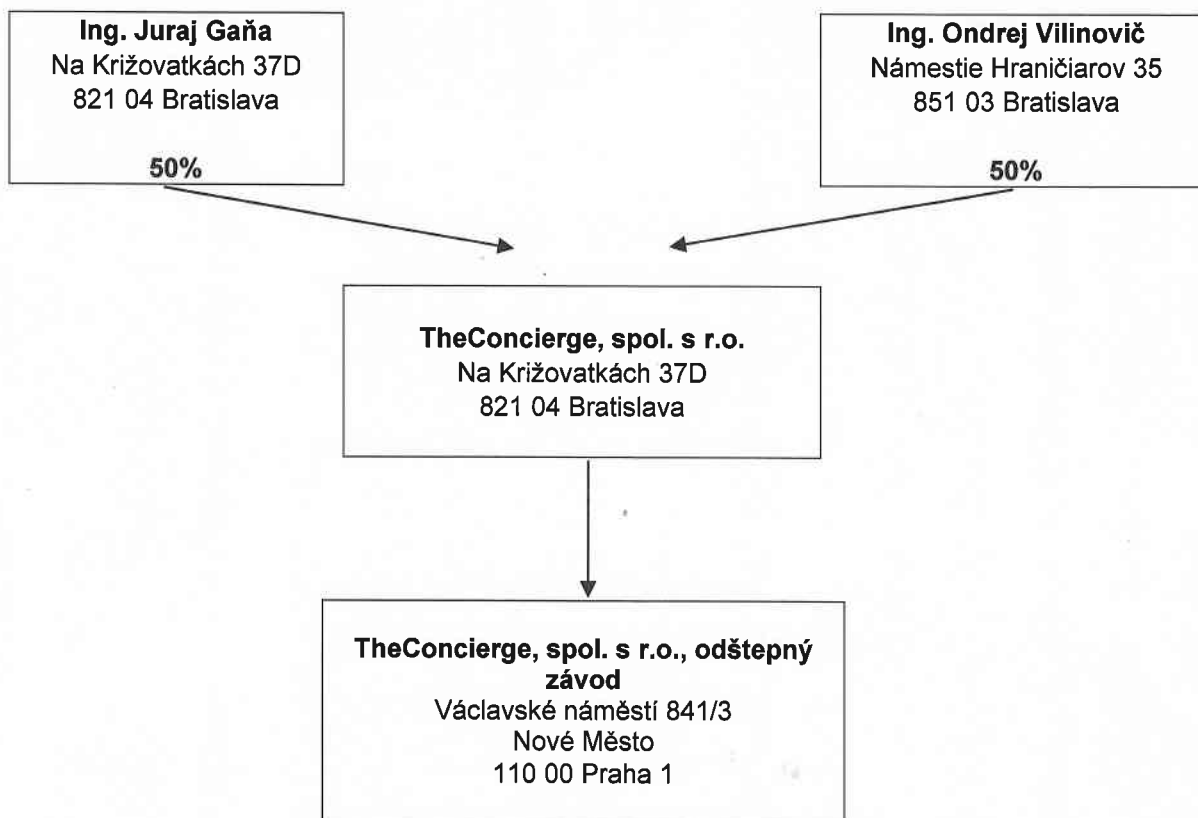 Ing. Juraj Gaňa
Na Križovatkách 37D
821 04 Bratislava
50%
Ing. Ondrej Vilinovič
Námestie Hraničiarov 35
851 03 Bratislava
50%
TheConcierge, spol. s r.o.
Na Križovatkách 37D
821 04 Bratislava
TheConcierge, spol. s r.o., odštepný
závod
Václavské náměstí 841/3
Nové Město
110 00 Praha 1